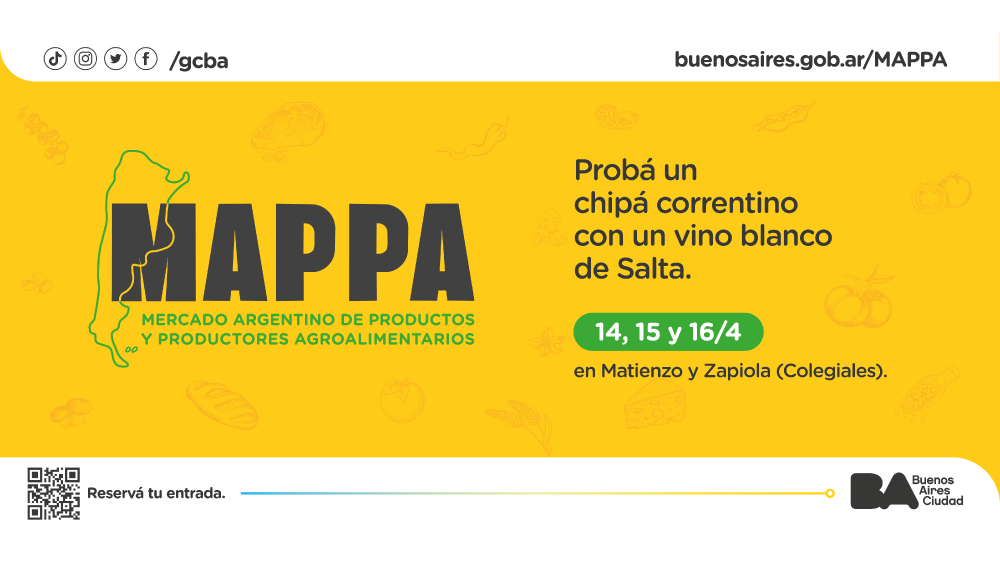 /gcba
buenosaires.gob.ar/MAPPA
MAPPA
MERCADO ARGENTINO DE PRODUCTOS
Y PRODUCTORES AGROALIMENTARIOS
Probá un
chipá correntino
con un vino blanco
de Salta.
14, 15 y 16/4
en Matienzo y Zapiola (Colegiales).
Reservá tu entrada.
BA
Buenos
Aires
Ciudad